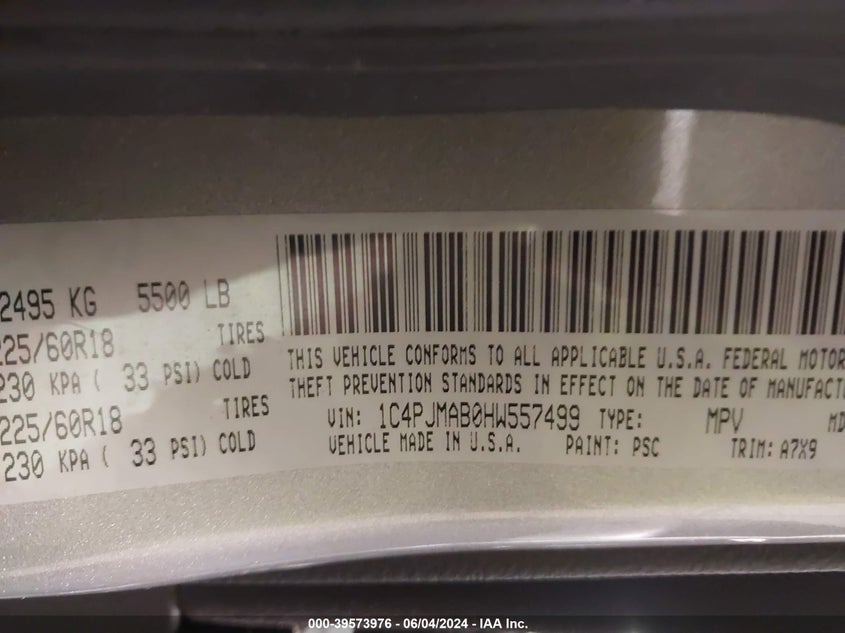 2495 KG 5500 LB
225/60R18 TIRES
230 KPA ( 33 PSI) COLD
225/60R18 TIRES
230 KPA ( 33 PSI) COLD
THIS VEHICLE CONFORMS TO ALL APPLICABLE U.S.A. FEDERAL MOTOR
THEFT PREVENTION STANDARDS IN EFFECT ON THE DATE OF MANUFACT
VIN: 1C4PJMAB0HW557499 TYPE: MPV MD
VEHICLE MADE IN U.S.A. PAINT: PSC TRIM: A7X9
000-39573976 - 06/04/2024 - IAA Inc.